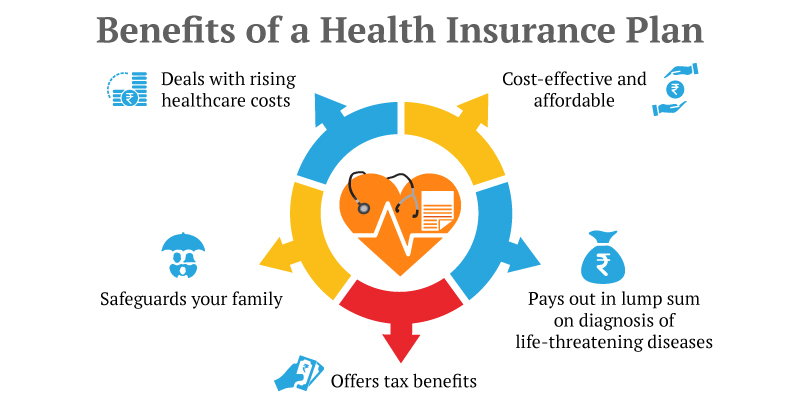 Benefits of a Health Insurance Plan
Deals with rising
healthcare costs
Cost-effective and
affordable
₹
₹
Safeguards your family
₹
Pays out in lump sum
on diagnosis of
life-threatening diseases
₹
Offers tax benefits